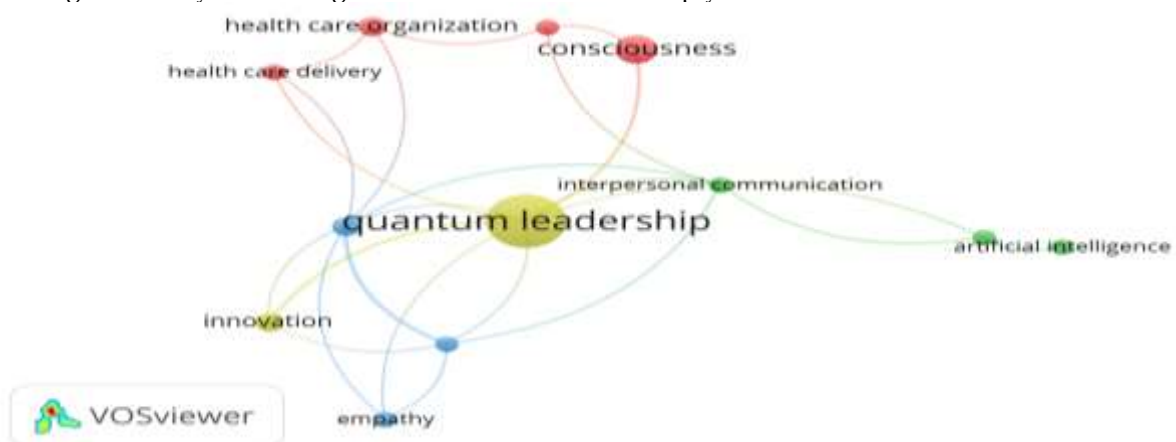 health care organization
consciousness
health care delivery
interpersonal communication
quantum leadership
artificial intelligence
innovation
empathy
VOSviewer